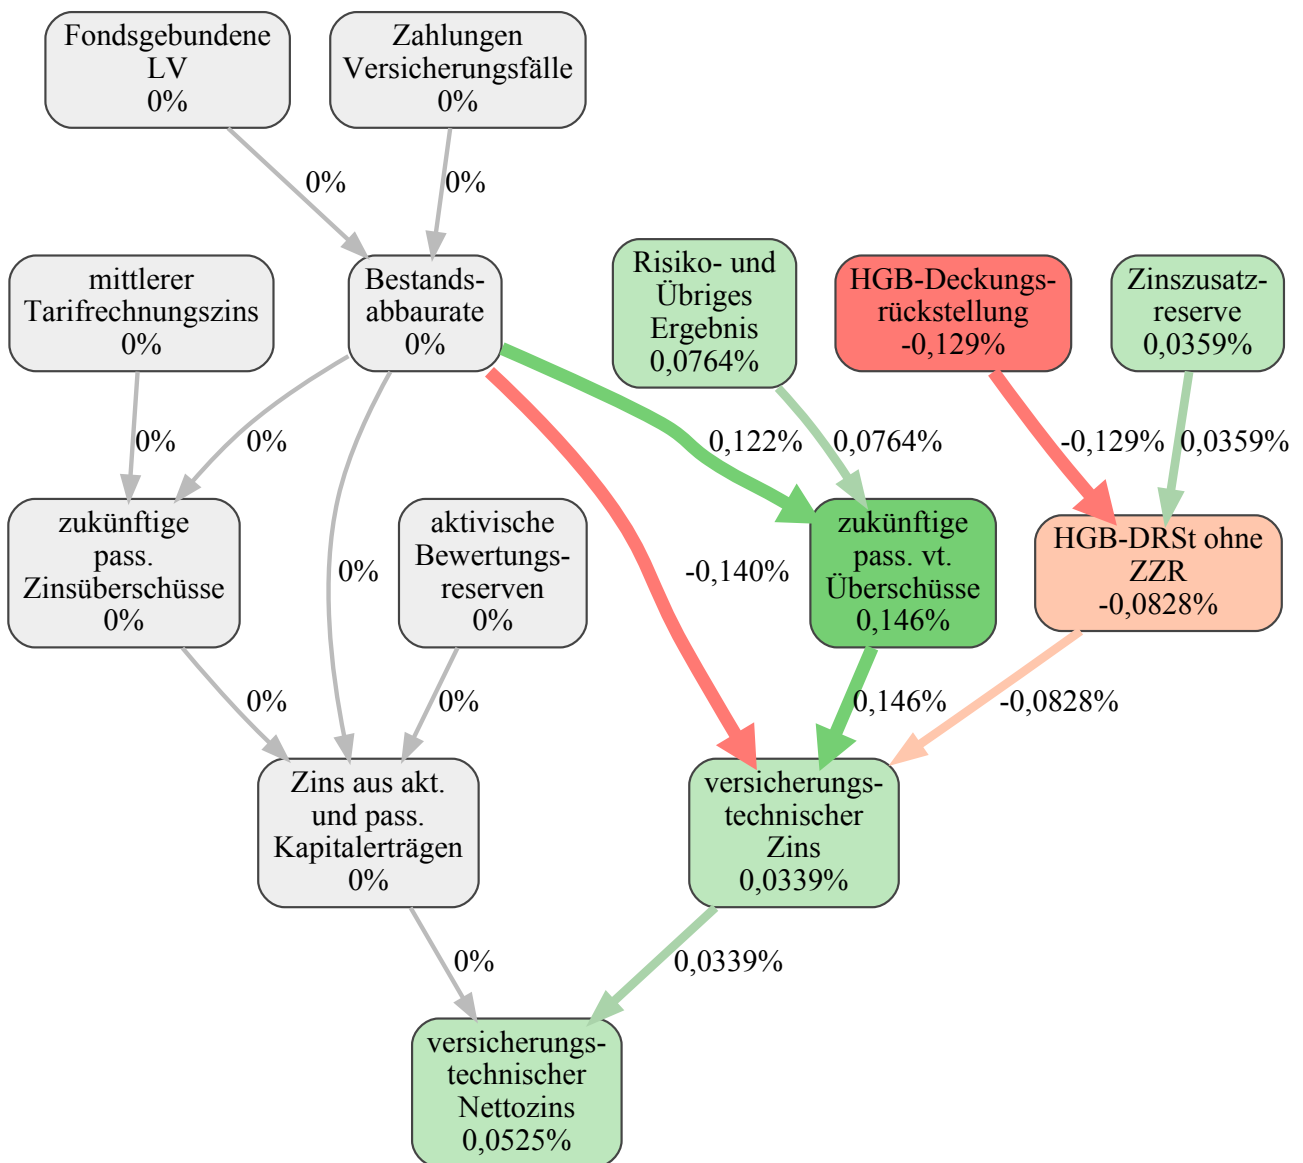 Fondsgebundene
LV
0%
Zahlungen
Versicherungsfälle
0%
0%
0%
mittlerer
Tarifrechnungszins
0%
Bestands-
abbaurate
0%
Risiko- und
Übriges
Ergebnis
0,0764%
HGB-Deckungs-
rückstellung
-0,129%
Zinszusatz-
reserve
0,0359%
0%
0%
0,122%
0,0764%
-0,129%
0,0359%
zukünftige
pass.
Zinsüberschüsse
0%
0%
aktivische
Bewertungs-
reserven
0%
-0,140%
zukünftige
pass. vt.
Überschüsse
0,146%
HGB-DRSt ohne
ZZR
-0,0828%
0%
0%
0,146%
-0,0828%
Zins aus akt.
und pass.
Kapitalerträgen
0%
versicherungs-
technischer
Zins
0,0339%
0%
0,0339%
versicherungs-
technischer
Nettozins
0,0525%